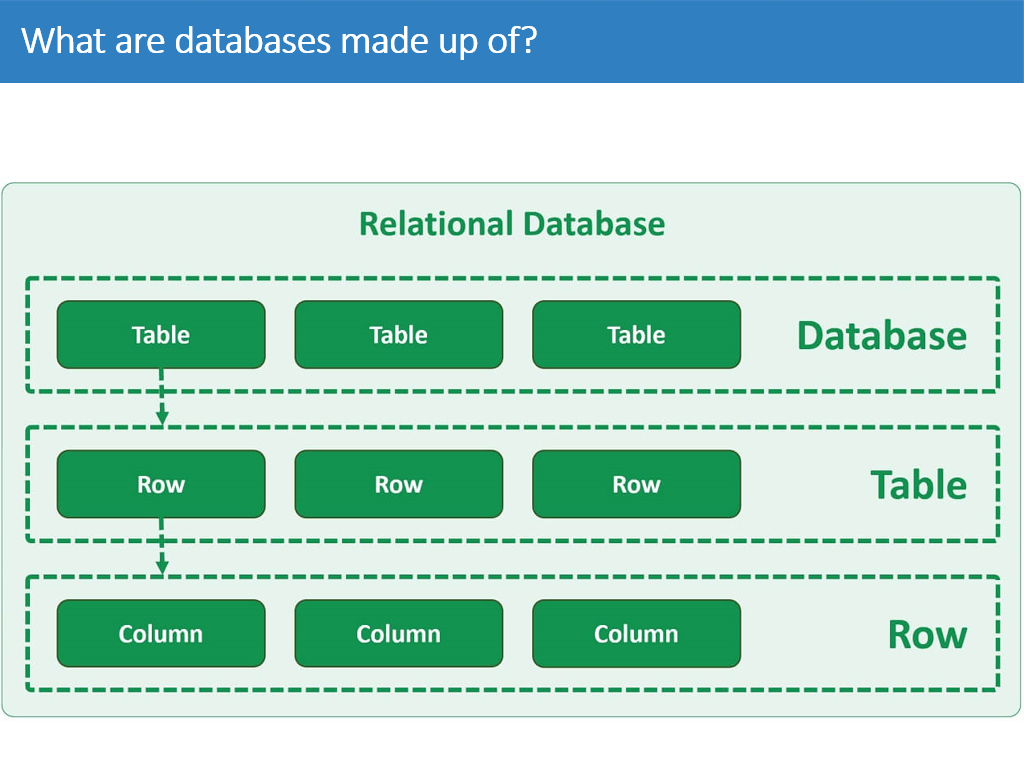 What are databases made up of?
Relational Database
Table Table Table Database
Row Row Row Table
Column Column Column Row